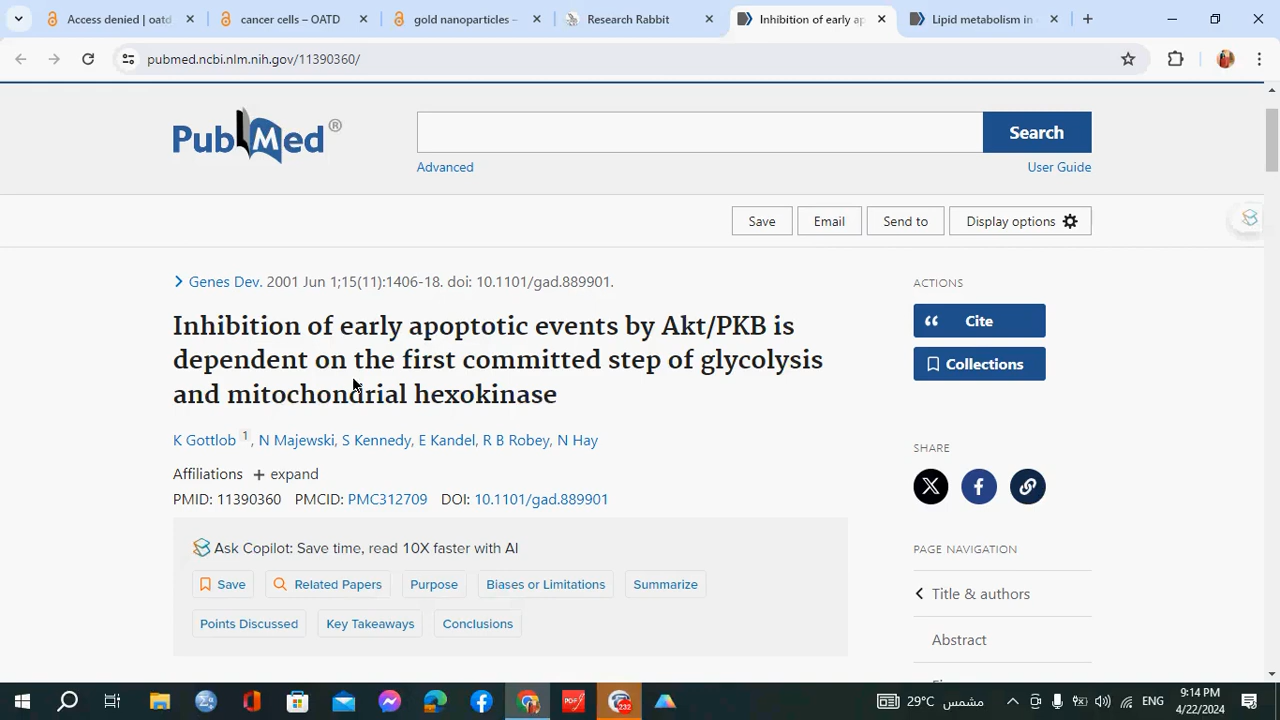 Access denied | oatd
cancer cells – OATD
gold nanoparticles –
Research Rabbit
Inhibition of early ap
Lipid metabolism in
pubmed.ncbi.nlm.nih.gov/11390360/
PubMed®
Search
Advanced
User Guide
Save
Email
Send to
Display options
Genes Dev. 2001 Jun 1;15(11):1406-18. doi: 10.1101/gad.889901.
Inhibition of early apoptotic events by Akt/PKB is
dependent on the first committed step of glycolysis
and mitochondrial hexokinase
K Gottlob 1, N Majewski, S Kennedy, E Kandel, R B Robey, N Hay
Affiliations + expand
PMID: 11390360 PMCID: PMC312709 DOI: 10.1101/gad.889901
Ask Copilot: Save time, read 10X faster with AI
Save
Related Papers
Purpose
Biases or Limitations
Summarize
Points Discussed
Key Takeaways
Conclusions
ACTIONS
Cite
Collections
SHARE
PAGE NAVIGATION
Title & authors
Abstract
29°C مشمس
ENG
9:14 PM
4/22/2024